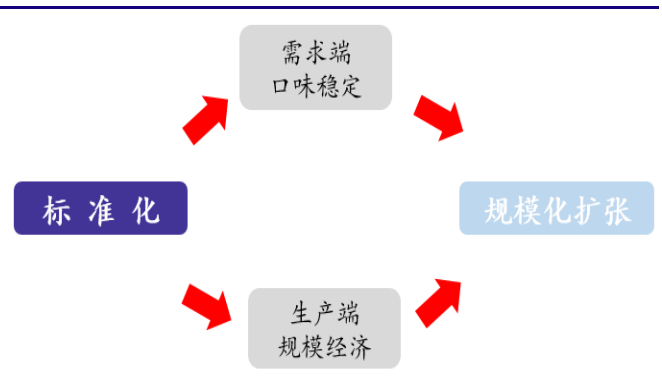 需求端
口味稳定
标准化
规模化扩张
生产端
规模经济